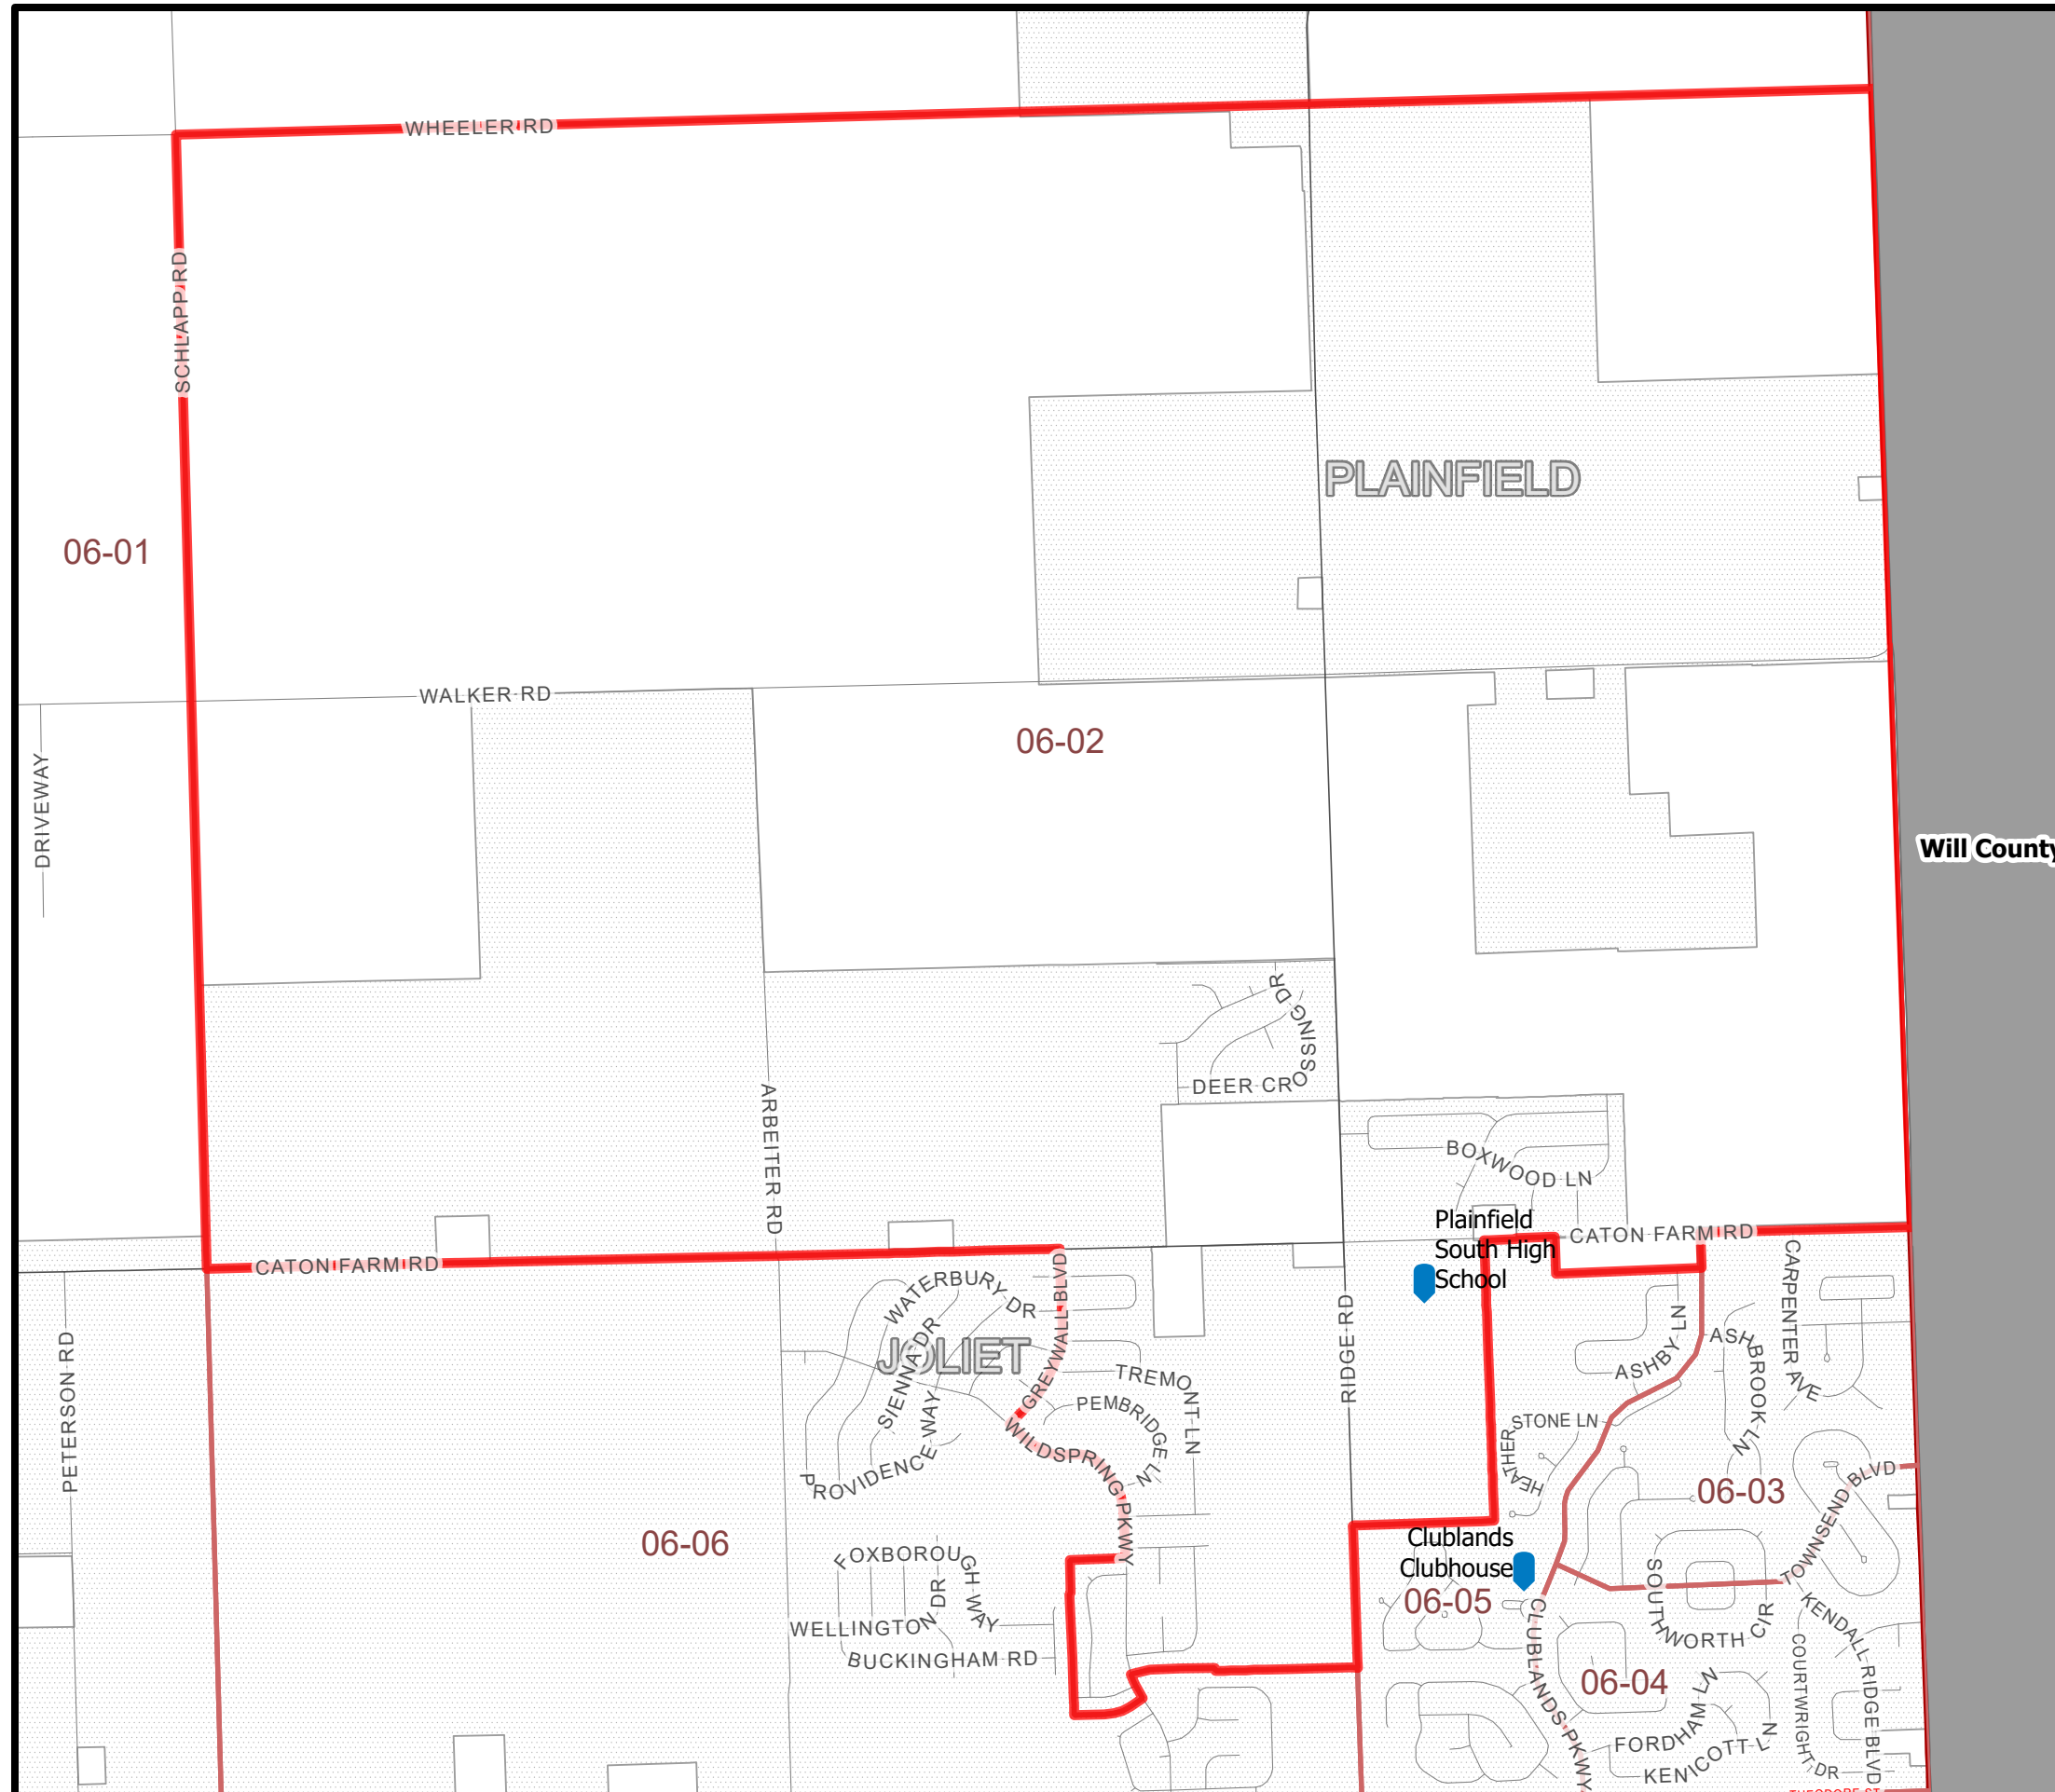 WHEELER RD
SCHLAPP RD
PLAINFIELD
06-01
WALKER RD
06-02
DRIVEWAY
Will County
DEER CROSSING DR
ARBEITER RD
BOXWOOD LN
Plainfield
South High
School
CATON FARM RD
CATON FARM RD
CARPENTER AVE
WATERBURY DR
GREYWALL BLVD
JOLIET
SIENNA DR
RIDGE RD
PETERSON RD
ASHBY LN
ASHBROOK LN
TREMONT LN
PEMBRIDGE LN
PROVIDENCE WAY
WILDSPRING PKWY
HEATHER STONE LN
06-03
TOWNSEND BLVD
06-06
FOXBOROUGH WAY
Clublands
Clubhouse
06-05
WELLINGTON DR
BUCKINGHAM RD
SOUTHWORTH CIR
KENDALL RIDGE BLVD
COURTWRIGHT DR
CLUBLANDS PKWY
06-04
FORDHAM LN
KENICOTT LN
THEODORE ST